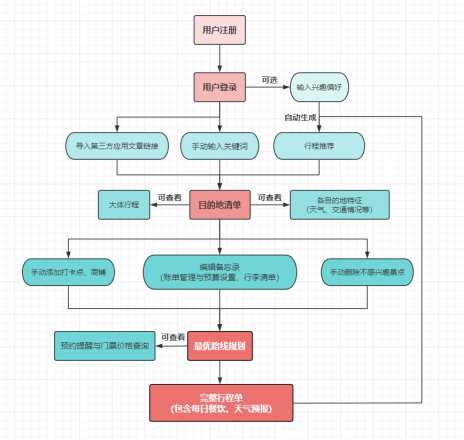 用户注册
用户登录
可选
输入兴趣偏好
自动生成
导入第三方应用文章链接
手动输入关键词
行程推荐
大体行程
可查看
目的地清单
可查看
各目的地特征
(天气、交通情况等)
手动添加打卡点、商铺
编辑备忘录
(账单管理与预算设置、行李清单)
手动删除不感兴趣景点
预约提醒与门票价格查询
可查看
最优路线规划
完整行程单
(包含每日餐饮、天气预报)